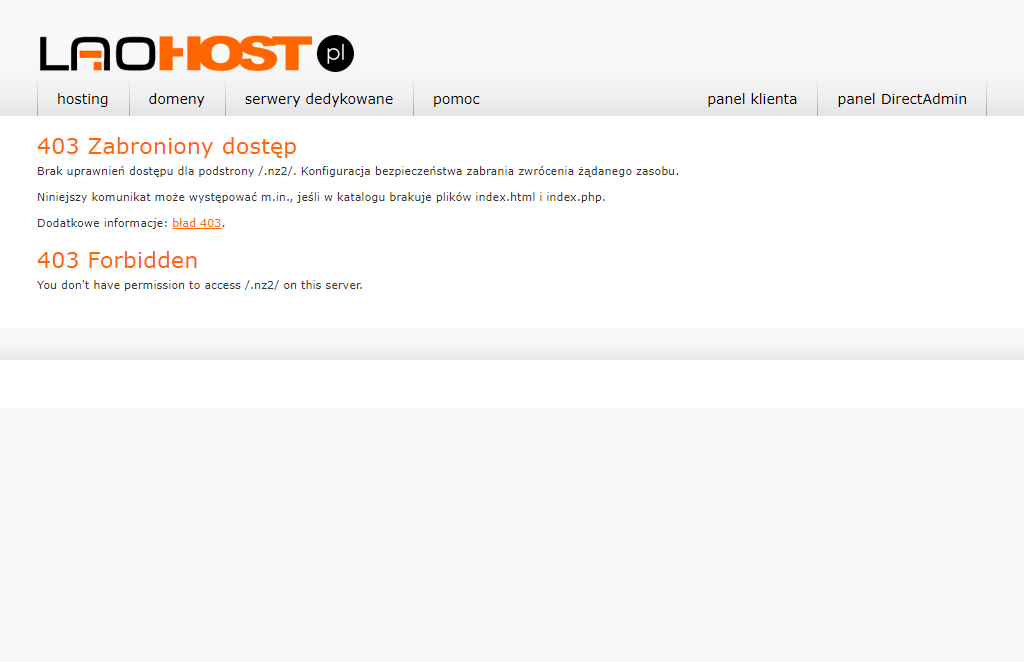 LAOHOST pl
hosting domeny serwery dedykowane pomoc panel klienta panel DirectAdmin
403 Zabroniony dostęp
Brak uprawnień dostępu dla podstrony /.nz2/. Konfiguracja bezpieczeństwa zabrania zwrócenia żądanego zasobu.
Niniejszy komunikat może występować m.in., jeśli w katalogu brakuje plików index.html i index.php.
Dodatkowe informacje: błąd 403.
403 Forbidden
You don't have permission to access /.nz2/ on this server.